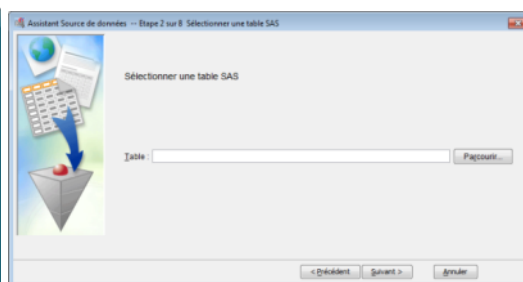 Assistant Source de données -- Etape 2 sur 8 Sélectionner une table SAS
Sélectionner une table SAS
Table :
Parcourir...
< Précédent
Suivant >
Annuler